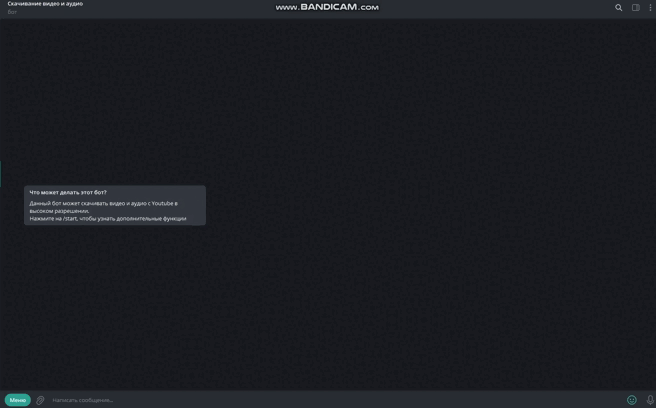 Скачивание видео и аудио
Бот
www.BANDICAM.com
Что может делать этот бот?
Данный бот может скачивать видео и аудио с Youtube в
высоком разрешении.
Нажмите на /start, чтобы узнать дополнительные функции
Меню
Написать сообщение...